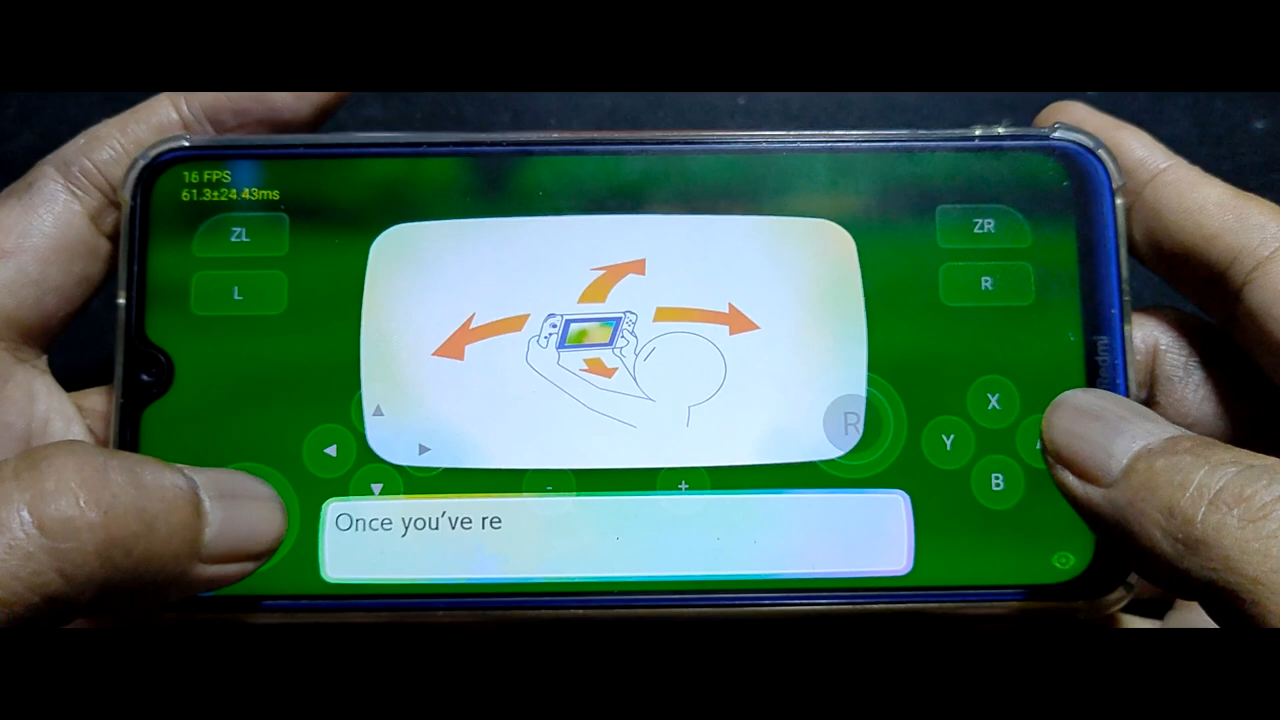 16 FPS
61.3±24.43ms
ZL
ZR
L
R
Redmi
X
R
Y
B
-
+
Once you've re